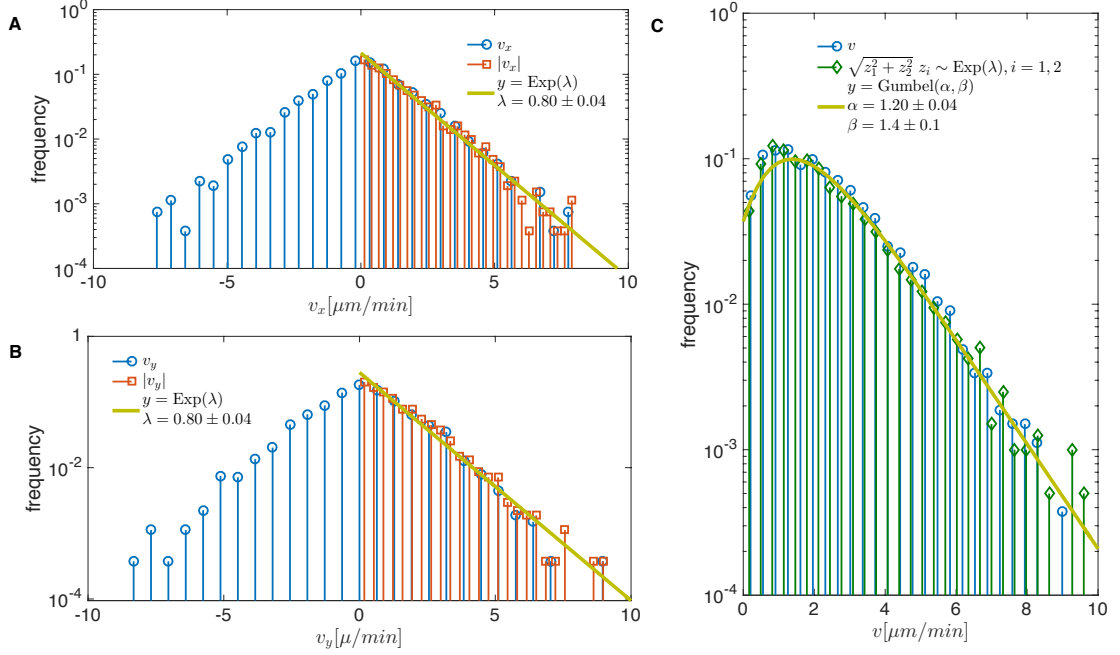 A
10^0
10^-1
10^-2
10^-3
10^-4
frequency
v_x
|v_x|
y = Exp(λ)
λ = 0.80 ± 0.04
-10 -5 0 5 10
v_x[μm/min]
B
1
10^-2
10^-4
frequency
v_y
|v_y|
y = Exp(λ)
λ = 0.80 ± 0.04
-10 -5 0 5 10
v_y[μ/min]
C
10^0
10^-1
10^-2
10^-3
10^-4
frequency
v
√(z_1^2 + z_2^2) z_i ∼ Exp(λ), i = 1, 2
y = Gumbel(α, β)
α = 1.20 ± 0.04
β = 1.4 ± 0.1
0 2 4 6 8 10
v[μm/min]